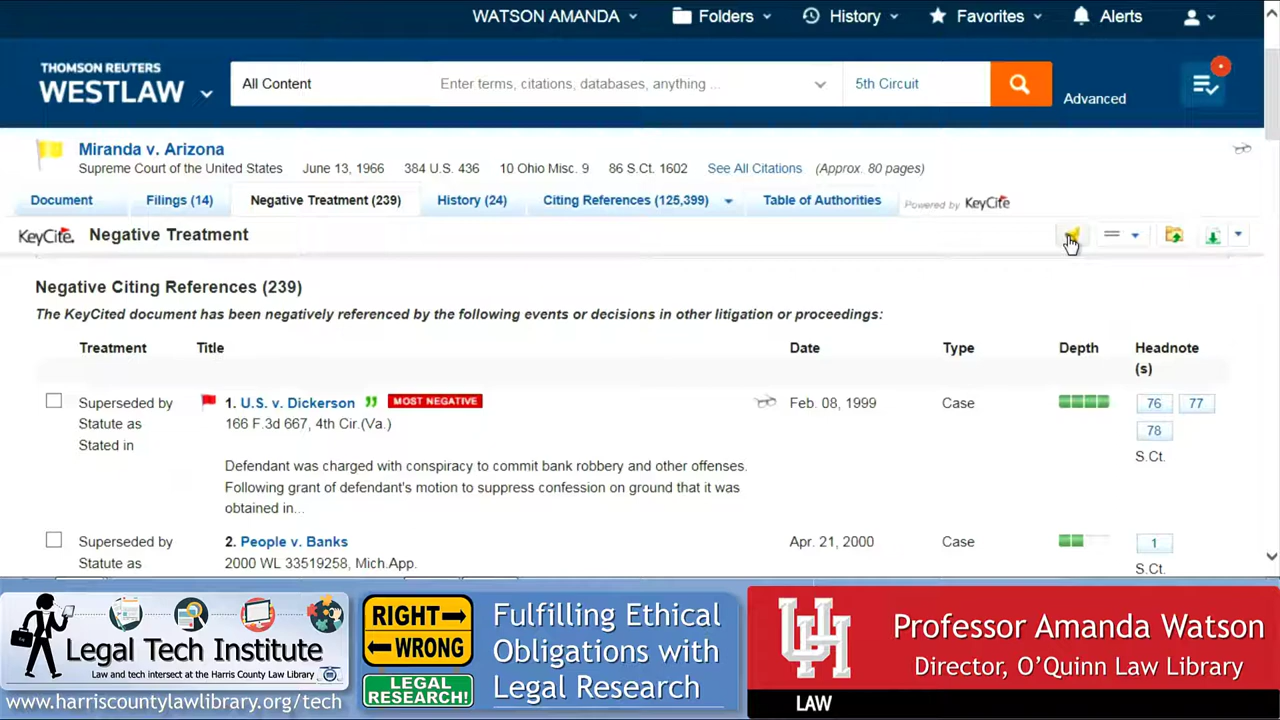 WATSON AMANDA Folders History Favorites Alerts
THOMSON REUTERS
WESTLAW
All Content Enter terms, citations, databases, anything ... 5th Circuit Advanced
Miranda v. Arizona
Supreme Court of the United States June 13, 1966 384 U.S. 436 10 Ohio Misc. 9 86 S.Ct. 1602 See All Citations (Approx. 80 pages)
Document Filings (14) Negative Treatment (239) History (24) Citing References (125,399) Table of Authorities Powered by KeyCite
KeyCite. Negative Treatment
Negative Citing References (239)
The KeyCited document has been negatively referenced by the following events or decisions in other litigation or proceedings:
Treatment Title Date Type Depth Headnote
(s)
Superseded by 1. U.S. v. Dickerson MOST NEGATIVE Feb. 08, 1999 Case 76 77
Statute as 166 F.3d 667, 4th Cir.(Va.) 78
Stated in
S.Ct.
Defendant was charged with conspiracy to commit bank robbery and other offenses.
Following grant of defendant's motion to suppress confession on ground that it was
obtained in...
Superseded by 2. People v. Banks Apr. 21, 2000 Case 1
Statute as 2000 WL 33519258, Mich.App. S.Ct.
Legal Tech Institute
Law and tech intersect at the Harris County Law Library
www.harriscountylawlibrary.org/tech
RIGHT
WRONG
LEGAL
RESEARCH!
Fulfilling Ethical
Obligations with
Legal Research
UH
LAW
Professor Amanda Watson
Director, O'Quinn Law Library